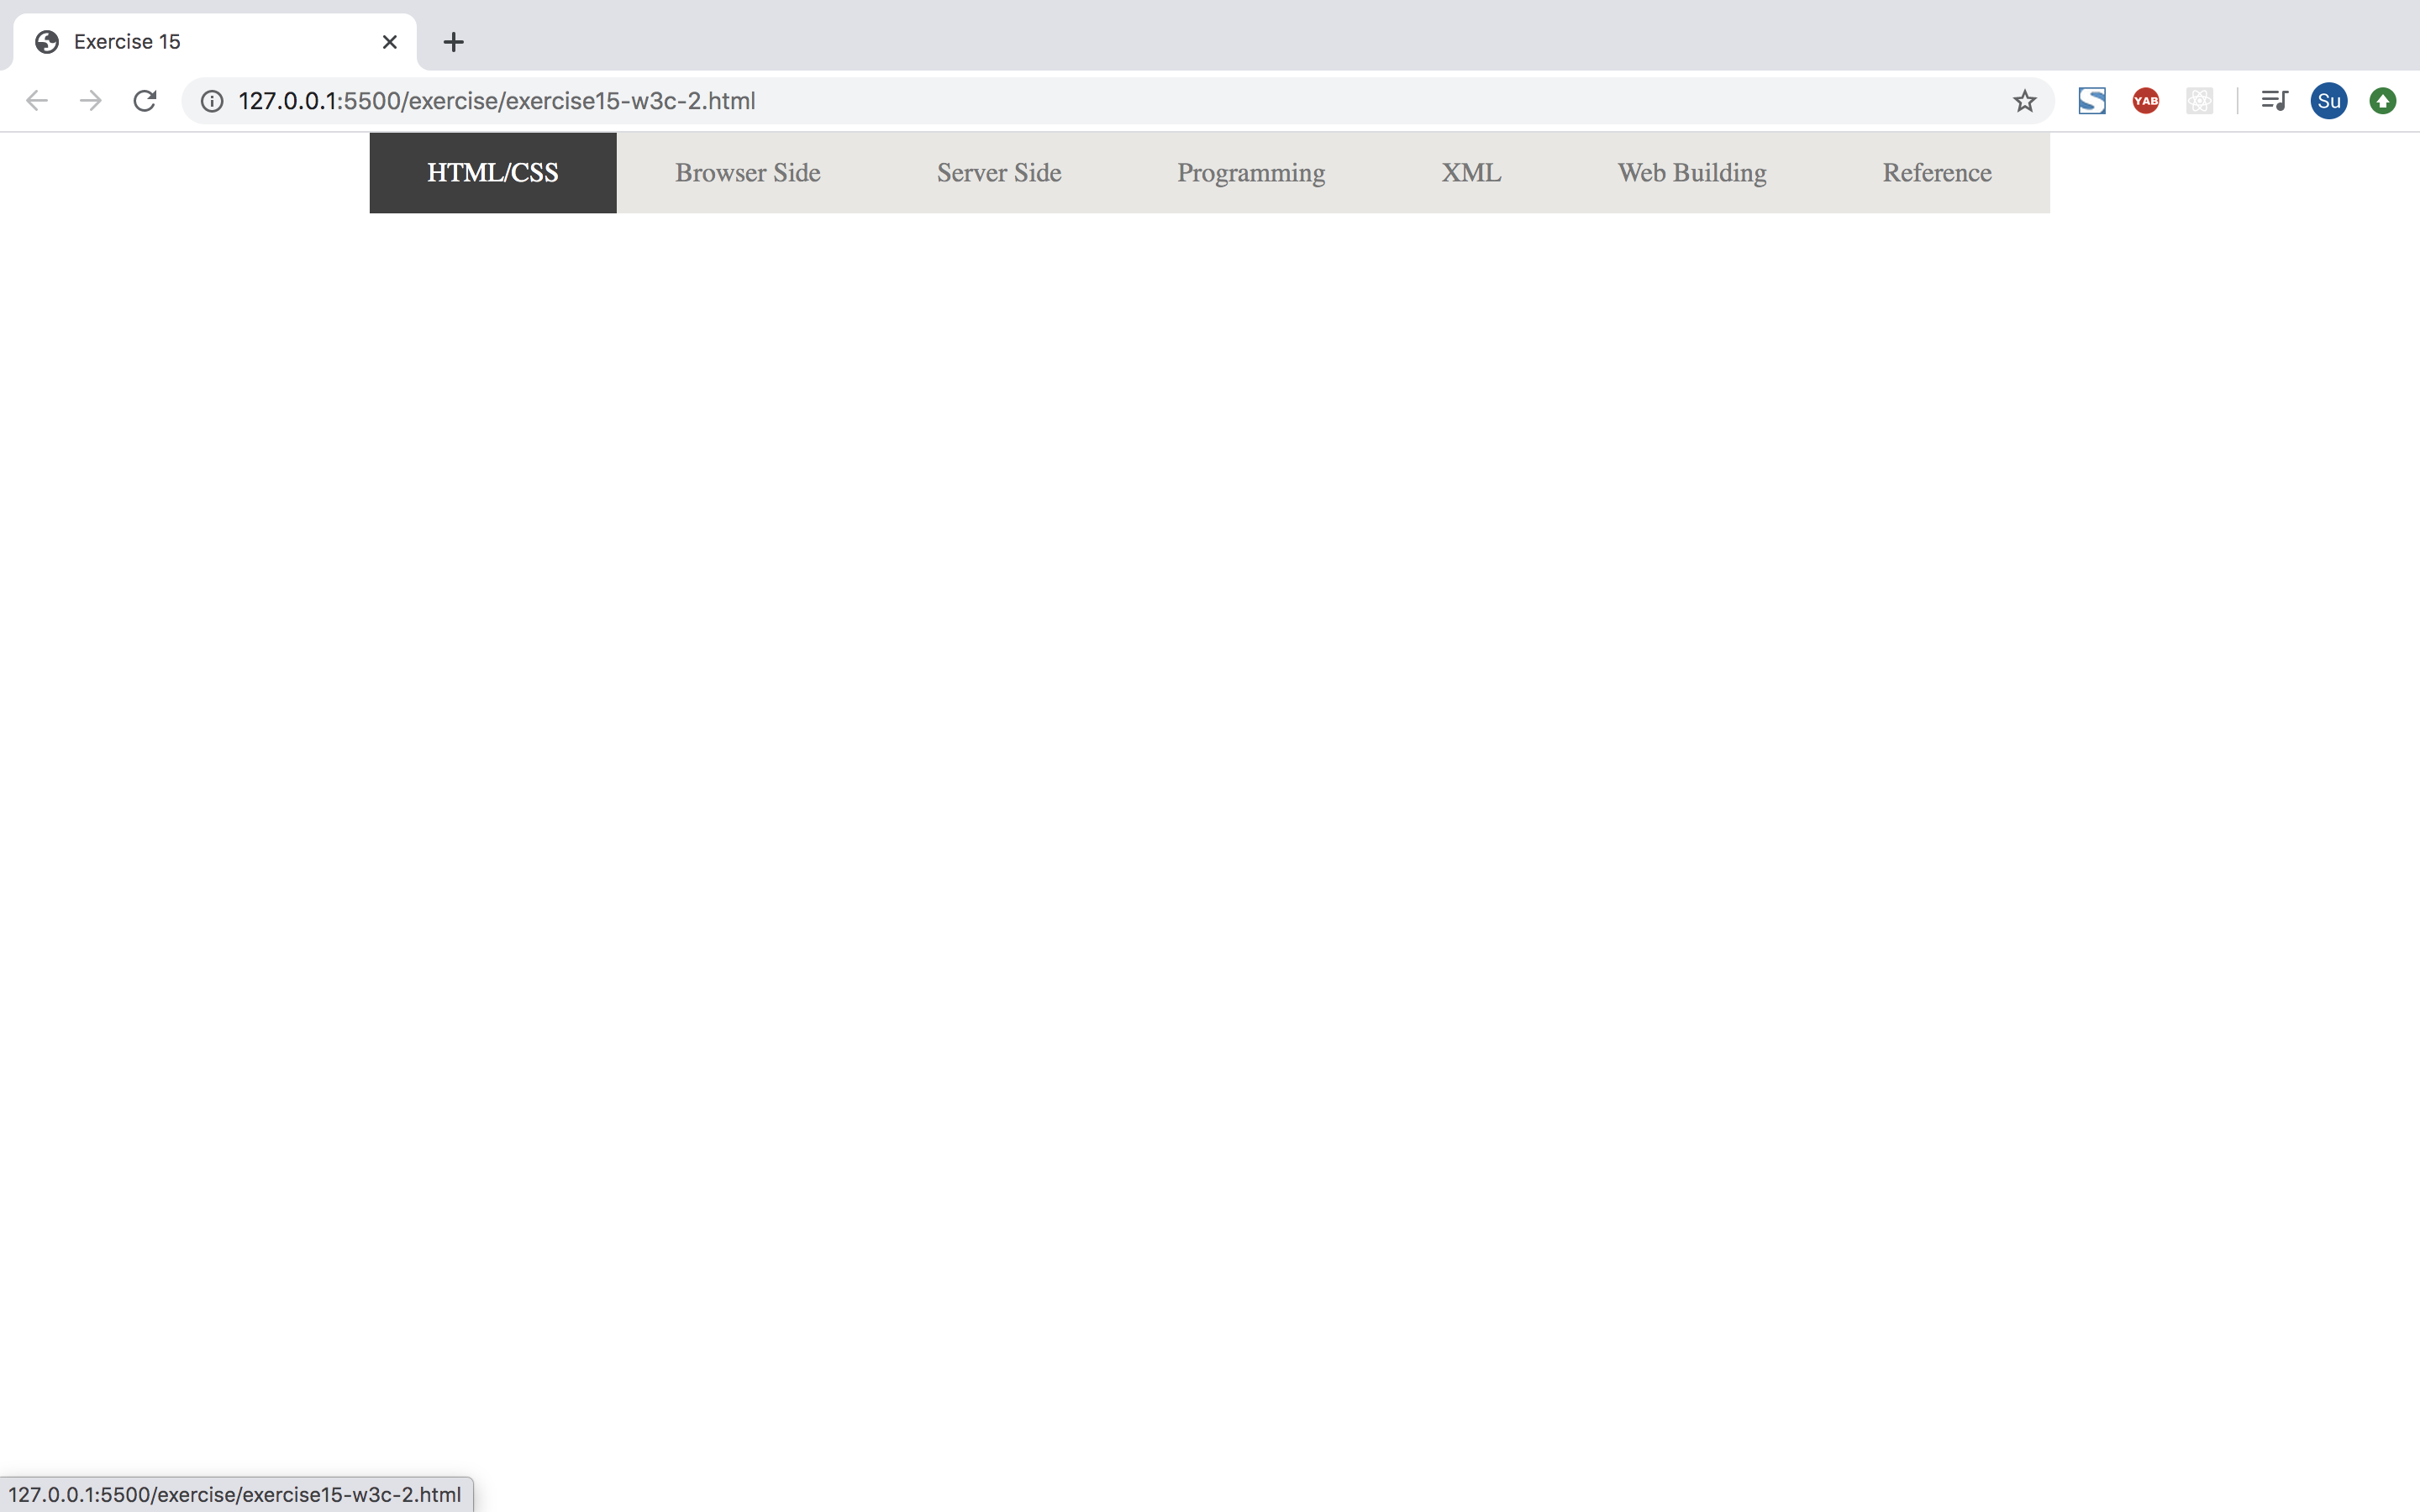 Exercise 15
127.0.0.1:5500/exercise/exercise15-w3c-2.html
YAB
Su
HTML/CSS Browser Side Server Side Programming XML Web Building Reference
127.0.0.1:5500/exercise/exercise15-w3c-2.html